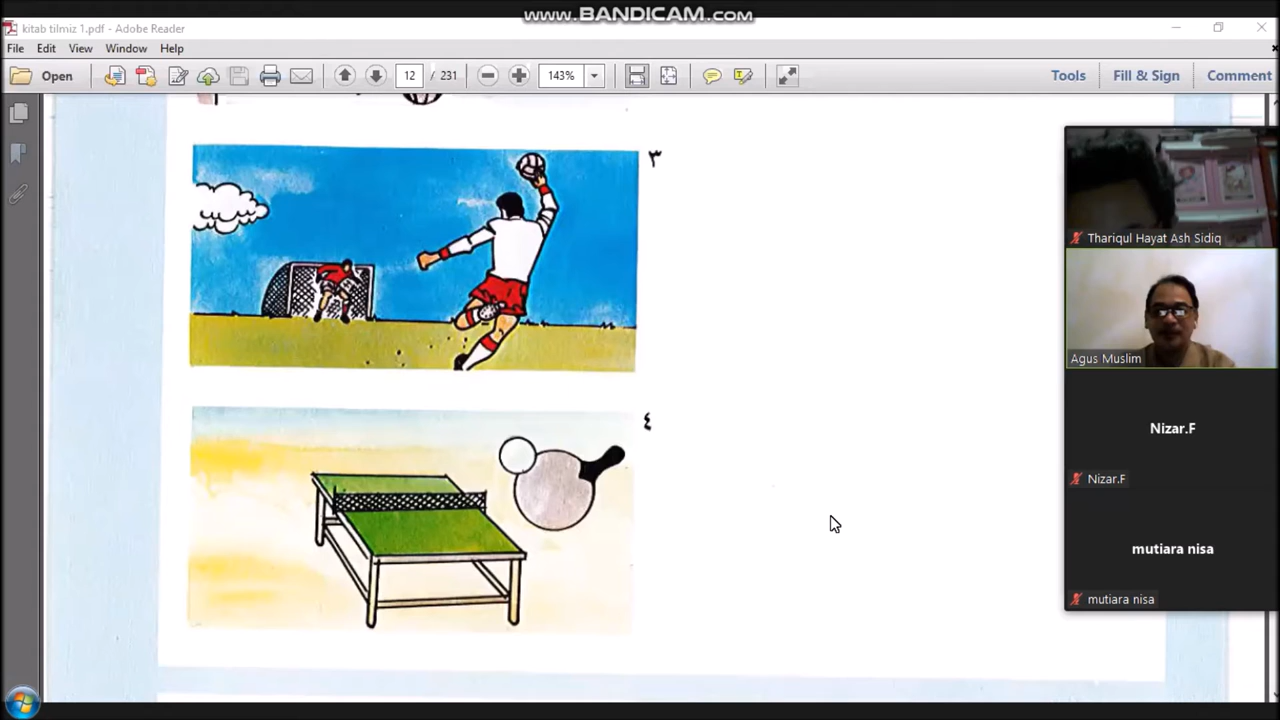 www.BANDICAM.com
kitab tilmiz 1.pdf - Adobe Reader
File Edit View Window Help
Open 12 / 231 143% Tools Fill & Sign Comment
٣
٤
Thariqul Hayat Ash Sidiq
Agus Muslim
Nizar.F
Nizar.F
mutiara nisa
mutiara nisa